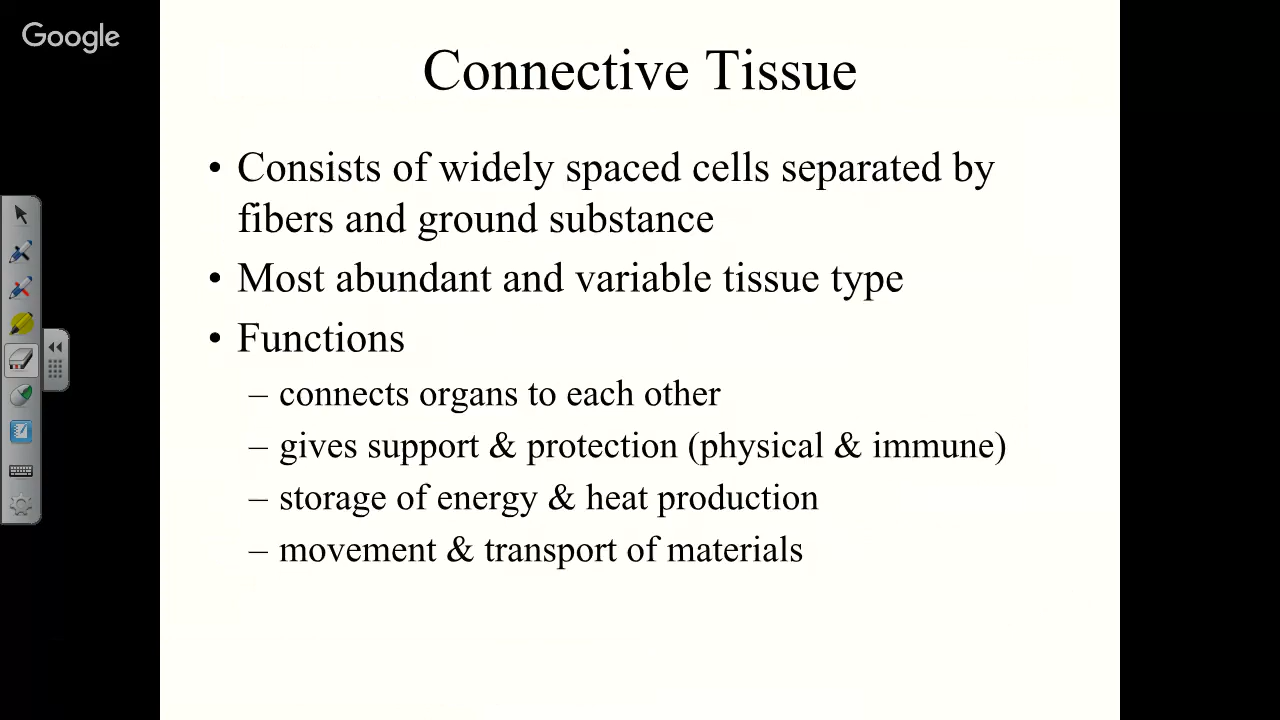 Google
Connective Tissue
• Consists of widely spaced cells separated by
fibers and ground substance
• Most abundant and variable tissue type
• Functions
– connects organs to each other
– gives support & protection (physical & immune)
– storage of energy & heat production
– movement & transport of materials